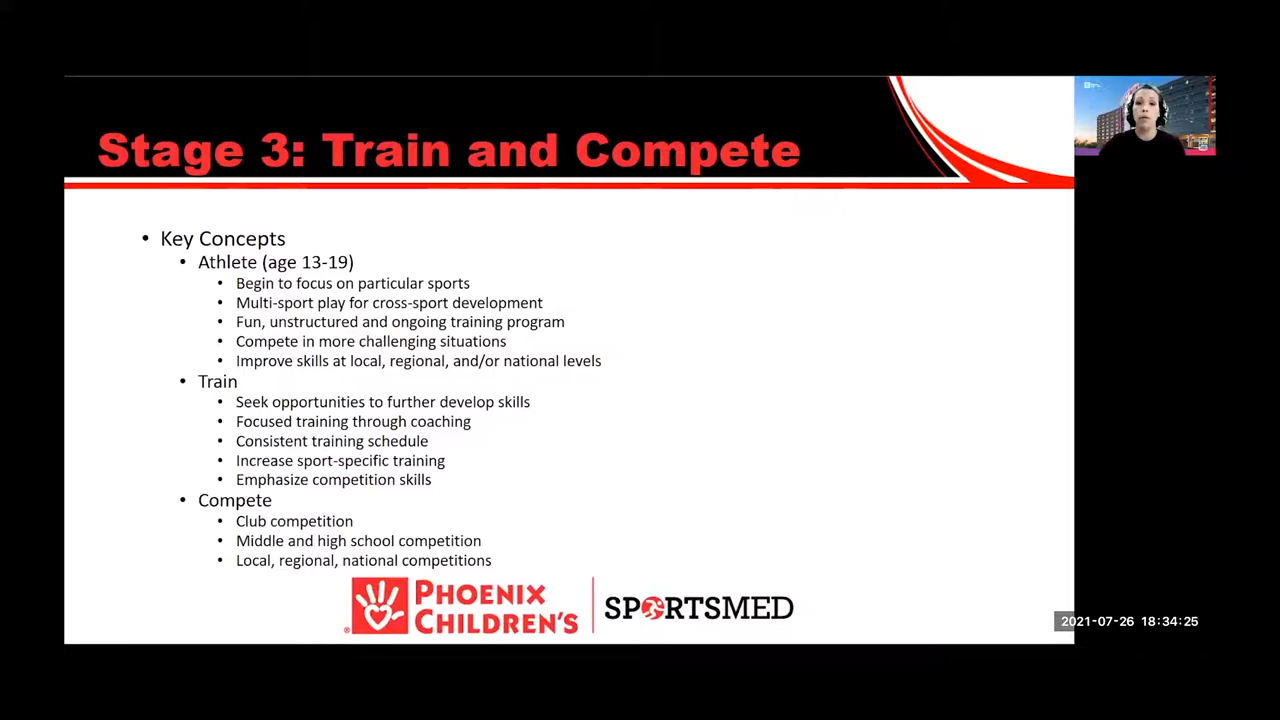 Stage 3: Train and Compete
• Key Concepts
• Athlete (age 13-19)
• Begin to focus on particular sports
• Multi-sport play for cross-sport development
• Fun, unstructured and ongoing training program
• Compete in more challenging situations
• Improve skills at local, regional, and/or national levels
• Train
• Seek opportunities to further develop skills
• Focused training through coaching
• Consistent training schedule
• Increase sport-specific training
• Emphasize competition skills
• Compete
• Club competition
• Middle and high school competition
• Local, regional, national competitions
PHOENIX
CHILDREN'S
®
SPORTSMED
2021-07-26 18:34:25